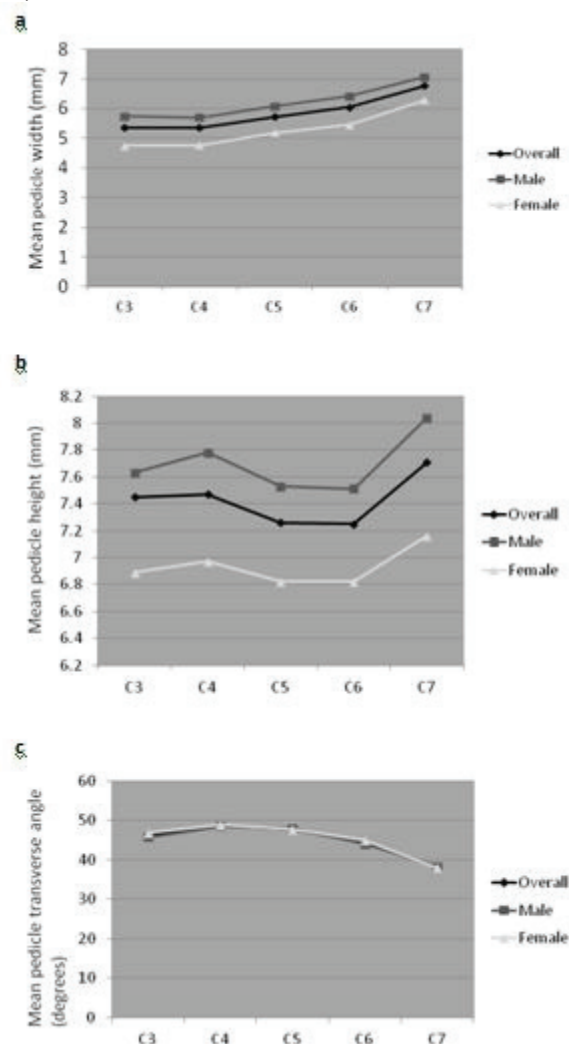 a
Mean pedicle width (mm)
8
7
6
5
4
3
2
1
0
C3 C4 C5 C6 C7
Overall
Male
Female
b
Mean pedicle height (mm)
8.2
8
7.8
7.6
7.4
7.2
7
6.8
6.6
6.4
6.2
C3 C4 C5 C6 C7
Overall
Male
Female
c
Mean pedicle transverse angle
(degrees)
60
50
40
30
20
10
0
C3 C4 C5 C6 C7
Overall
Male
Female